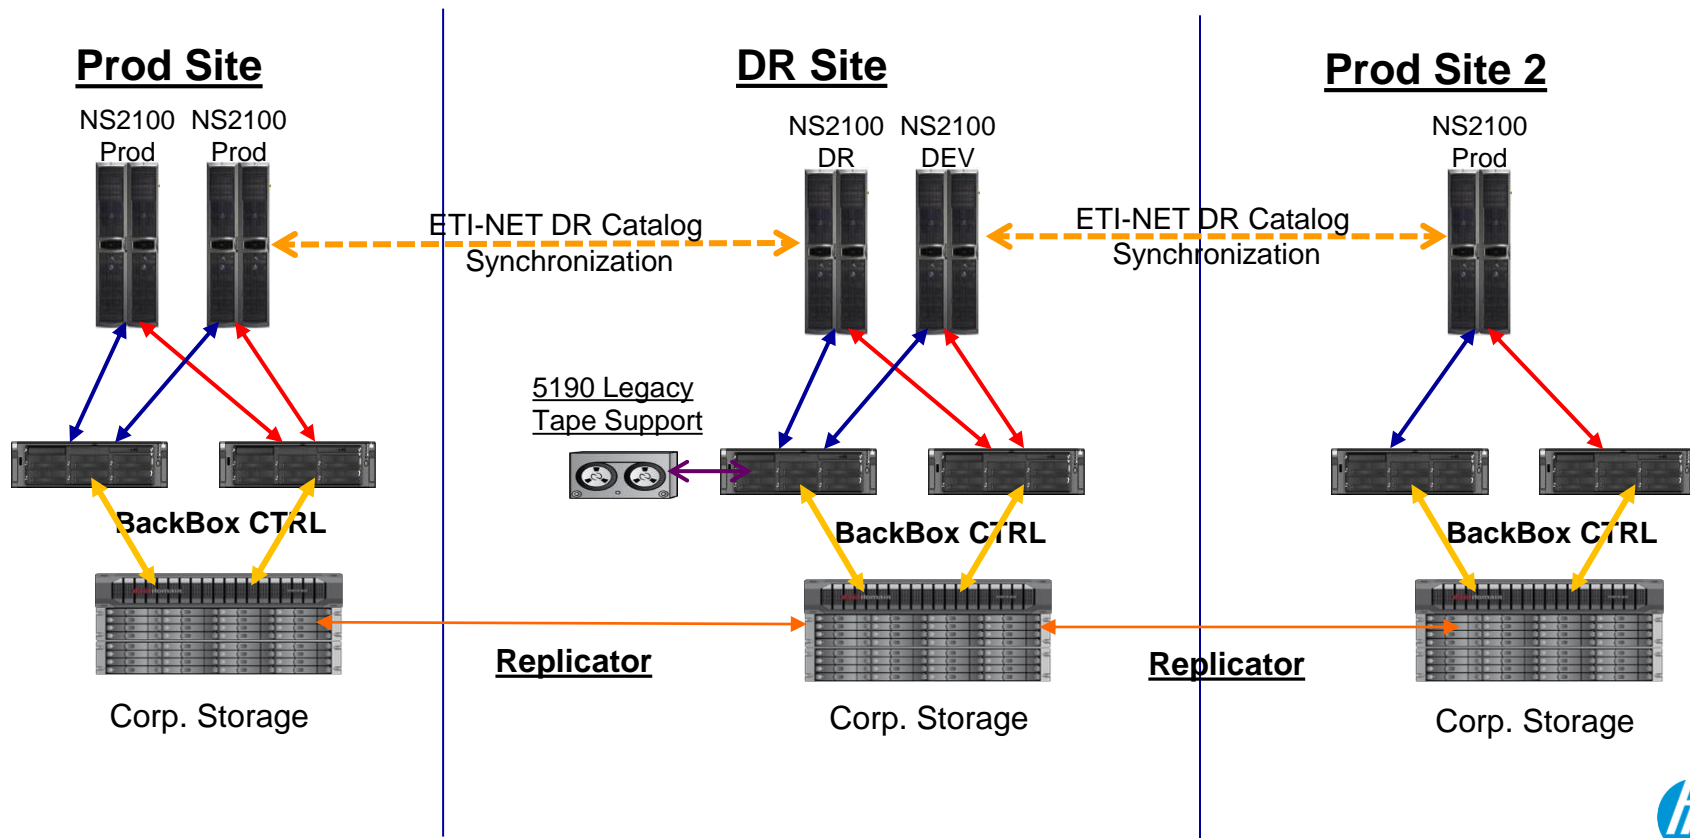 Prod Site
DR Site
Prod Site 2
NS2100
Prod
NS2100
Prod
NS2100
DR
NS2100
DEV
NS2100
Prod
ETI-NET DR Catalog
Synchronization
ETI-NET DR Catalog
Synchronization
5190 Legacy
Tape Support
BackBox CTRL
BackBox CTRL
BackBox CTRL
Replicator
Replicator
Corp. Storage
Corp. Storage
Corp. Storage